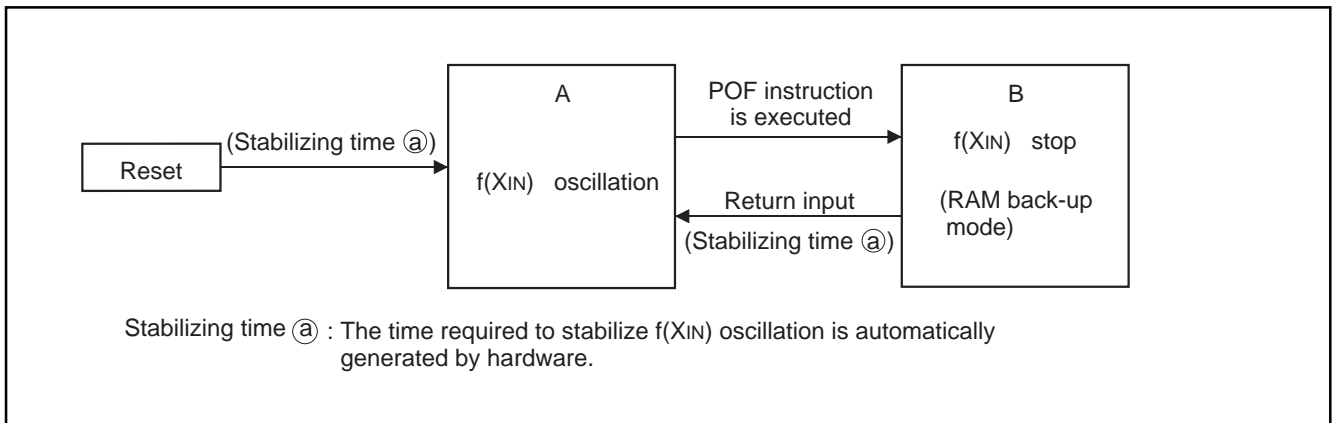 Reset
(Stabilizing time ⓐ)
A
f(XIN) oscillation
POF instruction
is executed
Return input
(Stabilizing time ⓐ)
B
f(XIN) stop
(RAM back-up
mode)
Stabilizing time ⓐ : The time required to stabilize f(XIN) oscillation is automatically
generated by hardware.